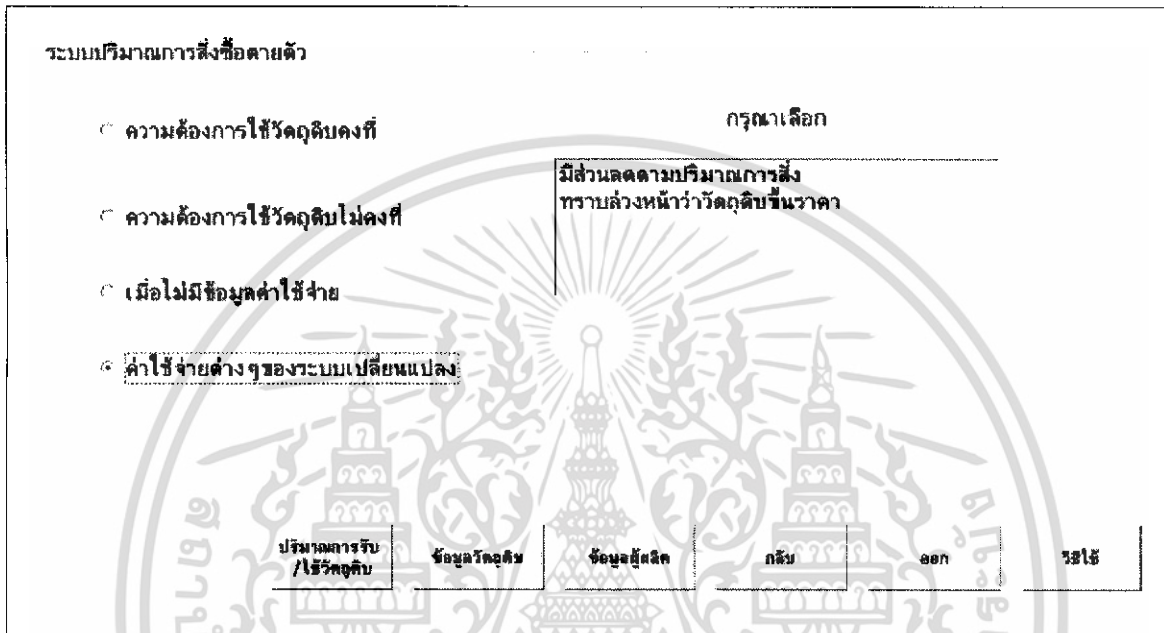 ระบบปริมาณการสั่งซื้อตายตัว
ความต้องการใช้วัตถุดิบคงที่
ความต้องการใช้วัตถุดิบไม่คงที่
เมื่อไม่มีข้อมูลค่าใช้จ่าย
ค่าใช้จ่ายต่างๆของระบบเปลี่ยนแปลง
กรุณาเลือก
มีส่วนลดตามปริมาณการสั่ง
ทราบล่วงหน้าว่าวัตถุดิบขึ้นราคา
ปริมาณการรับ
/ใช้วัตถุดิบ
ข้อมูลวัตถุดิบ
ข้อมูลผู้ผลิต
กลับ
ออก
วิธีใช้